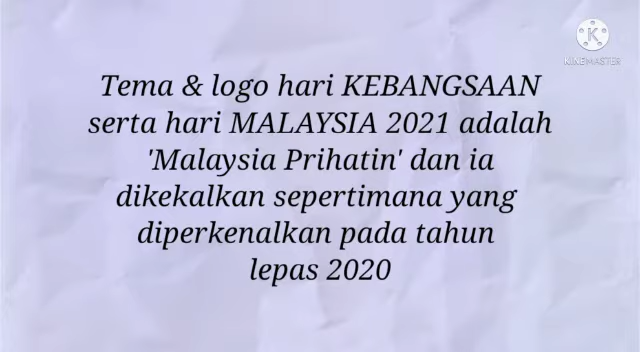 KINEMASTER
Tema & logo hari KEBANGSAAN
serta hari MALAYSIA 2021 adalah
'Malaysia Prihatin' dan ia
dikekalkan sepertimana yang
diperkenalkan pada tahun
lepas 2020